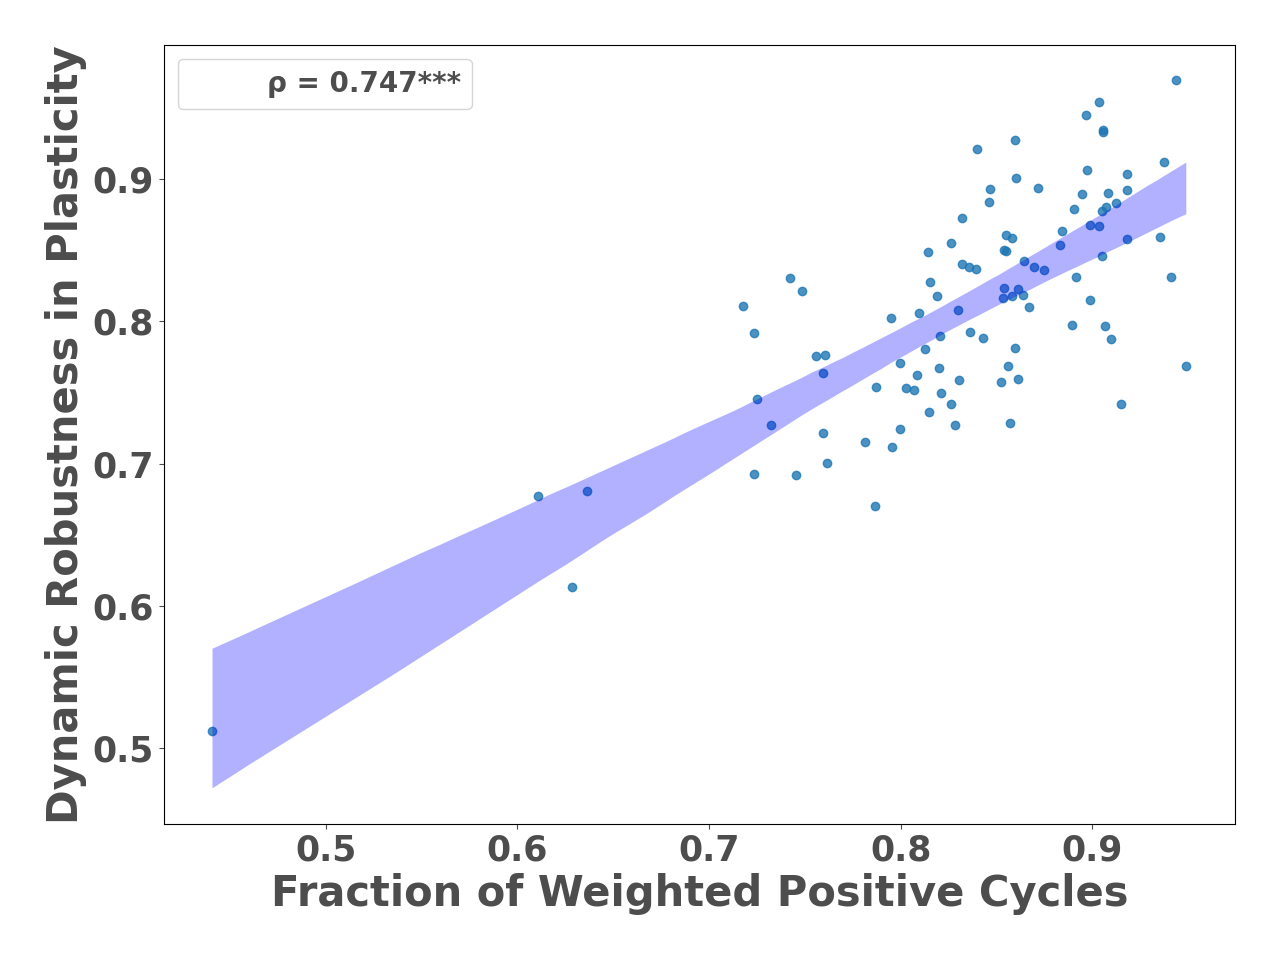 ρ = 0.747***
Dynamic Robustness in Plasticity
0.9
0.8
0.7
0.6
0.5
0.5 0.6 0.7 0.8 0.9
Fraction of Weighted Positive Cycles